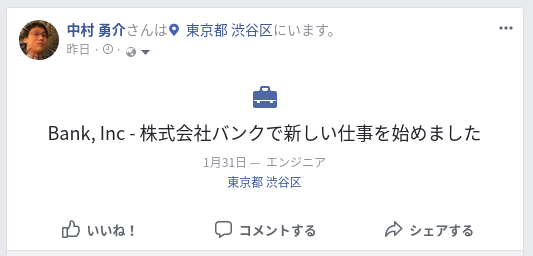 中村 勇介さんは 東京都 渋谷区にいます。
昨日 · ·
Bank, Inc - 株式会社バンクで新しい仕事を始めました
1月31日 — エンジニア
東京都 渋谷区
いいね！ コメントする シェアする